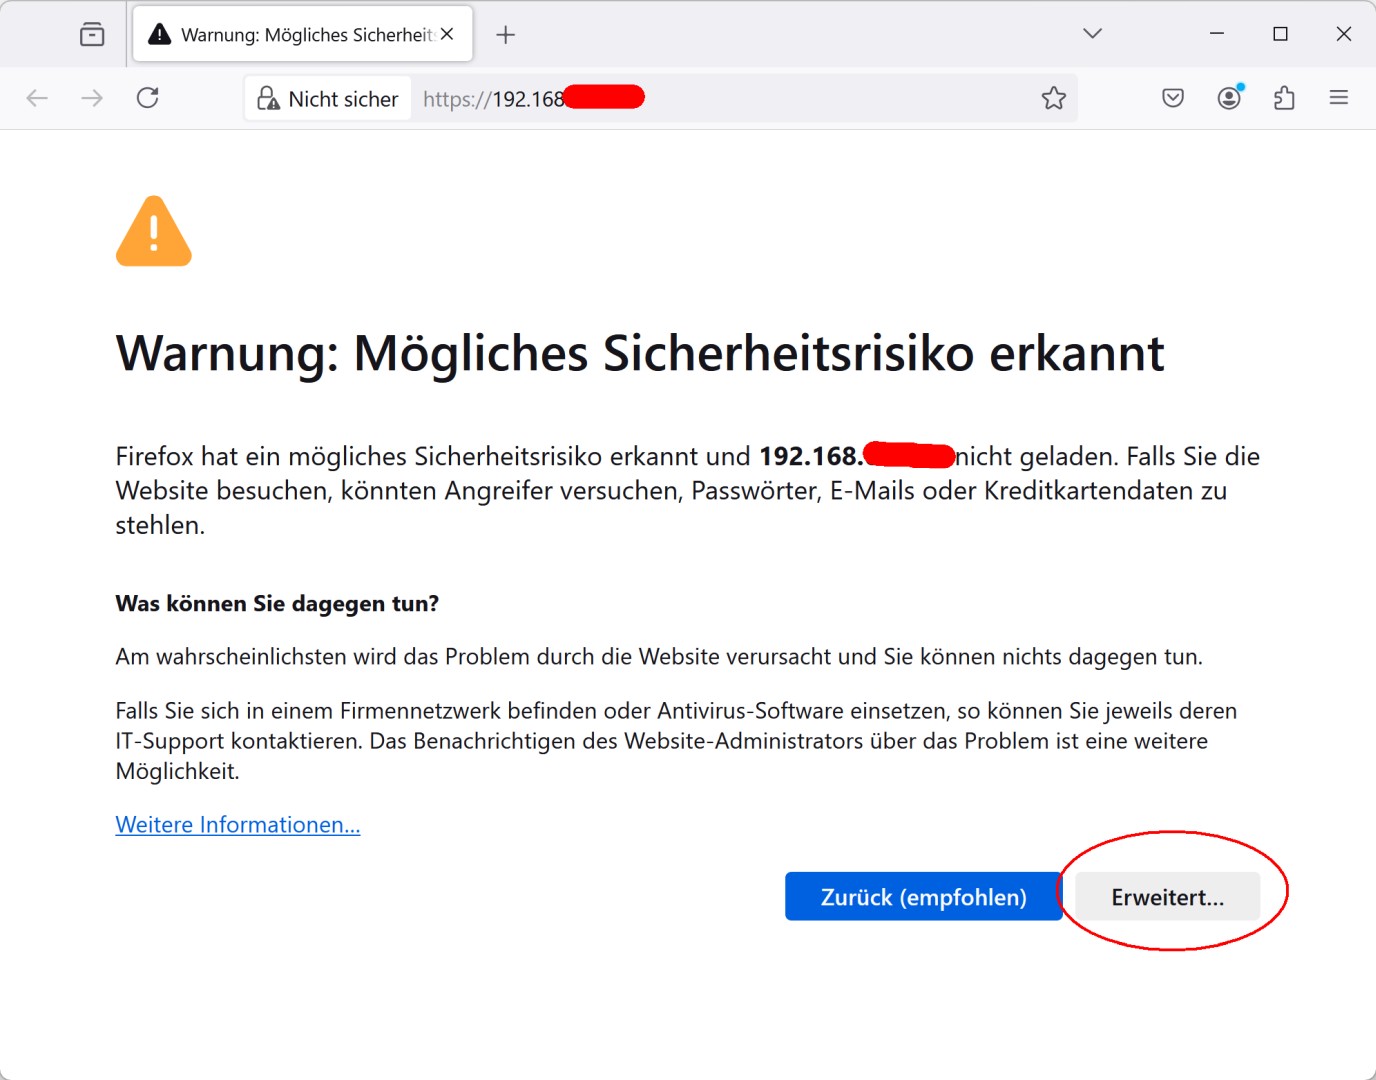 Warnung: Mögliches Sicherheits
Nicht sicher
https://192.168
Warnung: Mögliches Sicherheitsrisiko erkannt
Firefox hat ein mögliches Sicherheitsrisiko erkannt und 192.168. nicht geladen. Falls Sie die
Website besuchen, könnten Angreifer versuchen, Passwörter, E-Mails oder Kreditkartendaten zu
stehlen.
Was können Sie dagegen tun?
Am wahrscheinlichsten wird das Problem durch die Website verursacht und Sie können nichts dagegen tun.
Falls Sie sich in einem Firmennetzwerk befinden oder Antivirus-Software einsetzen, so können Sie jeweils deren
IT-Support kontaktieren. Das Benachrichtigen des Website-Administrators über das Problem ist eine weitere
Möglichkeit.
Weitere Informationen...
Zurück (empfohlen)
Erweitert...